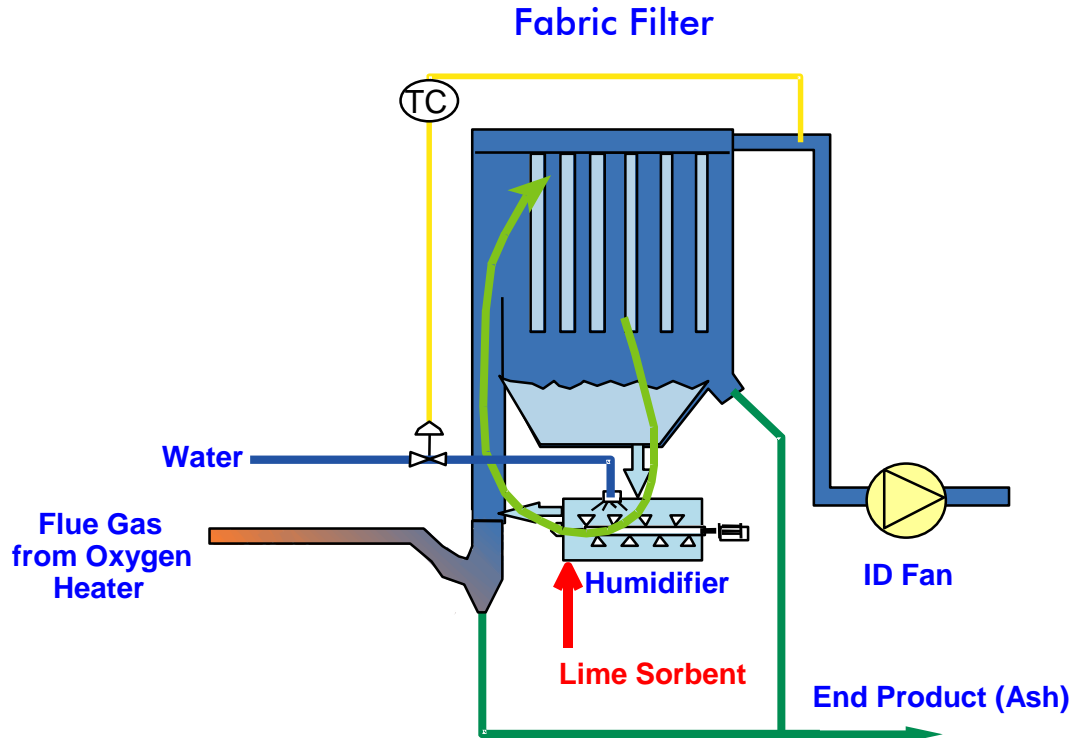 Fabric Filter
TC
Water
Flue Gas
from Oxygen
Heater
Humidifier
ID Fan
Lime Sorbent
End Product (Ash)